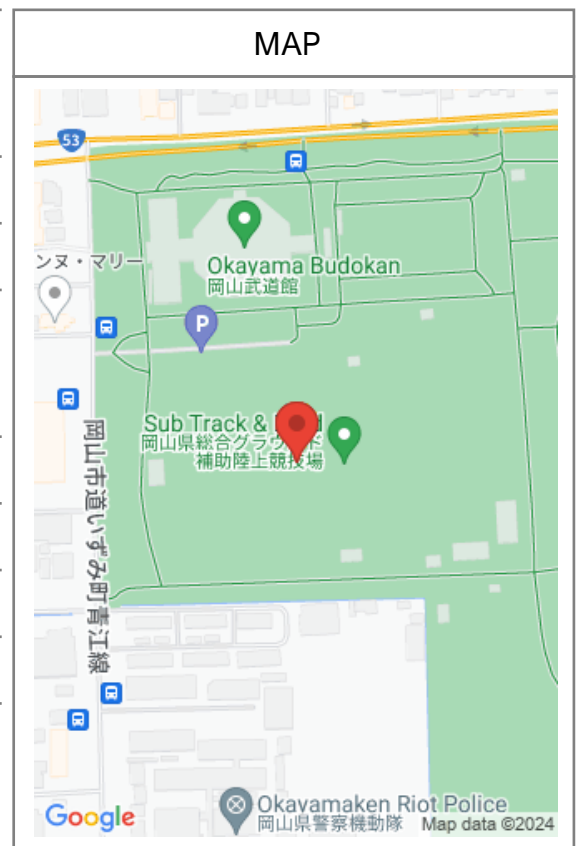 MAP
53
ンヌ・マリー
Okayama Budokan
岡山武道館
P
Sub Track &
岡山県総合グラウンド
補助陸上競技場
岡山市道いずみ町青江線
Okayamaken Riot Police
岡山県警察機動隊
Google
Map data ©2024